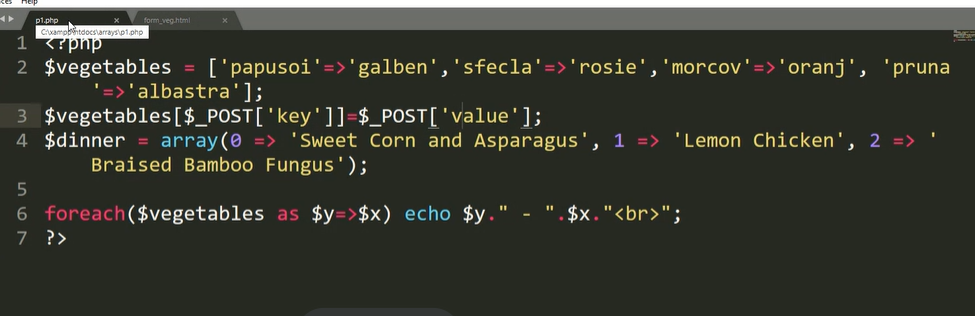 Help
p1.php × form_veg.html ×
C:\xampp\htdocs\arrays\p1.php
1 <?php
2 $vegetables = ['papusoi'=>'galben','sfecla'=>'rosie','morcov'=>'oranj', 'pruna
'=>'albastra'];
3 $vegetables[$_POST['key']]=$_POST['value'];
4 $dinner = array(0 => 'Sweet Corn and Asparagus', 1 => 'Lemon Chicken', 2 => '
Braised Bamboo Fungus');
5
6 foreach($vegetables as $y=>$x) echo $y." - ".$x."<br>";
7 ?>